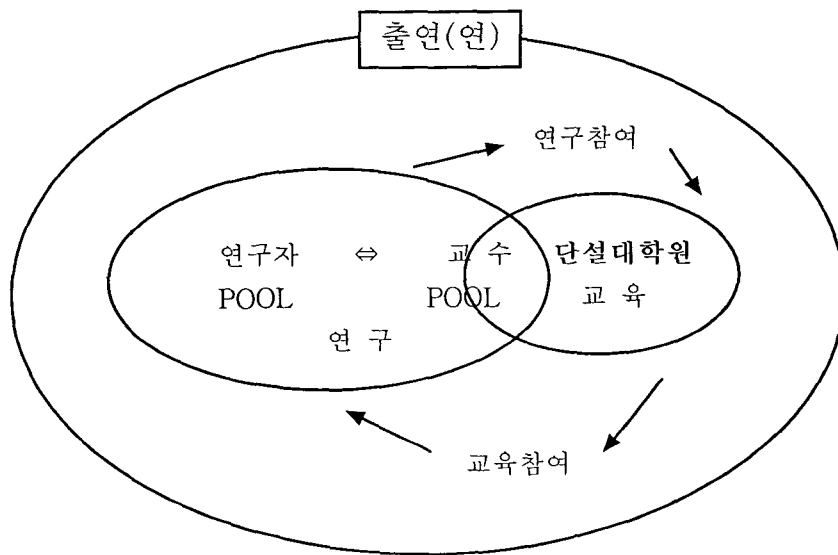 출연(연)
연구참여
연구자 ⇔ 교 수 단설대학원
POOL POOL 교 육
연 구
교육참여